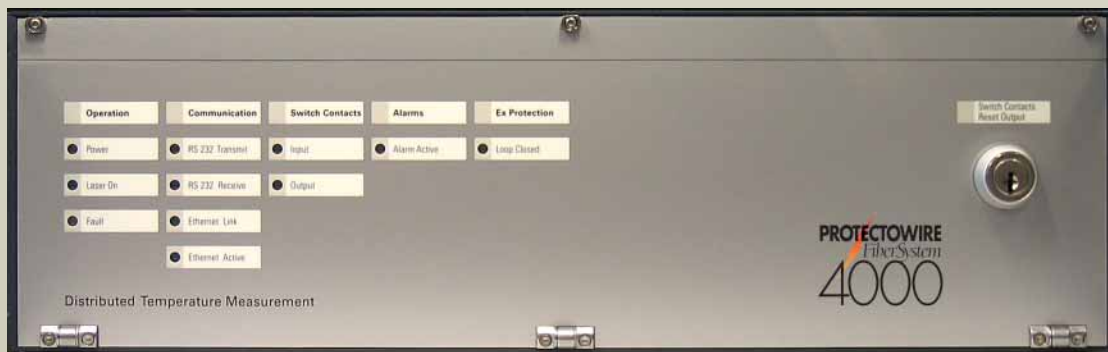 Operation
Communication
Switch Contacts
Alarms
Ex Protection
Switch Contacts
Reset Output
Power
RS 232 Transmit
Input
Alarm Active
Loop Closed
Laser On
RS 232 Receive
Output
Fault
Ethernet Link
Ethernet Active
PROTECTOWIRE
FiberSystem
4000
Distributed Temperature Measurement